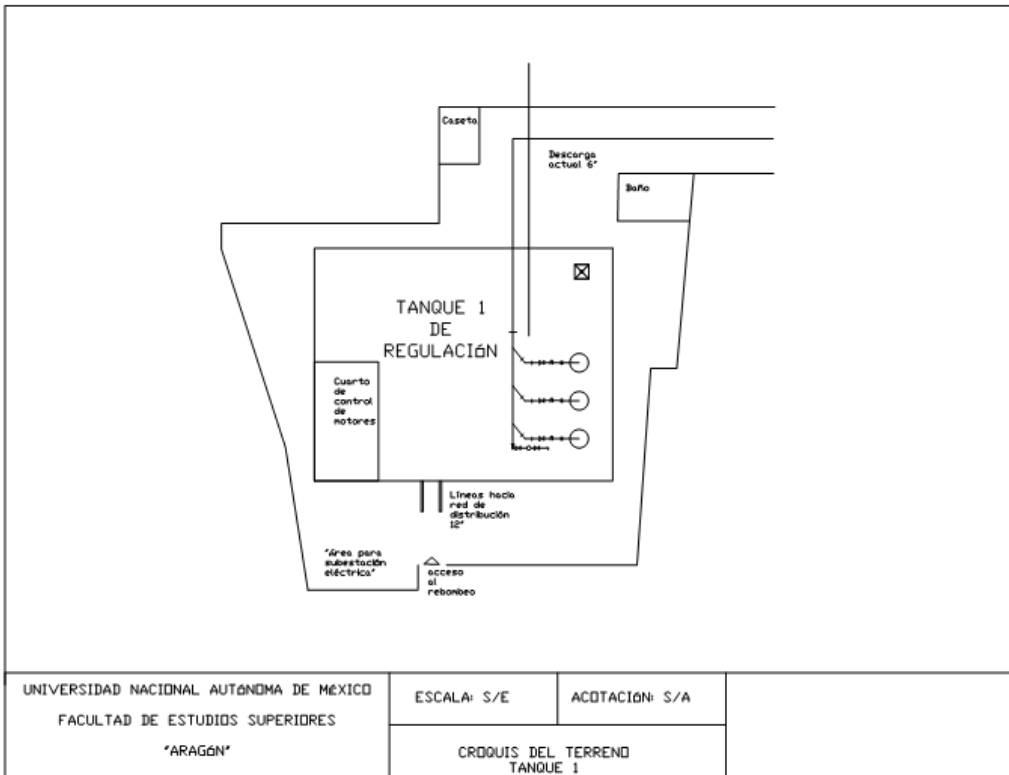 Caseta
Descarga
actual 6"
Baño
TANQUE 1
DE
REGULACIóN
Cuarto
de
control
de
motores
Líneas hacia
red de
distribución
12"
"Área para
subestación
eléctrica"
acceso
al
rebombeo
UNIVERSIDAD NACIONAL AUTóNOMA DE MéXICO
FACULTAD DE ESTUDIOS SUPERIORES
"ARAGóN"
ESCALA: S/E
ACOTACIóN: S/A
CROQUIS DEL TERRENO
TANQUE 1